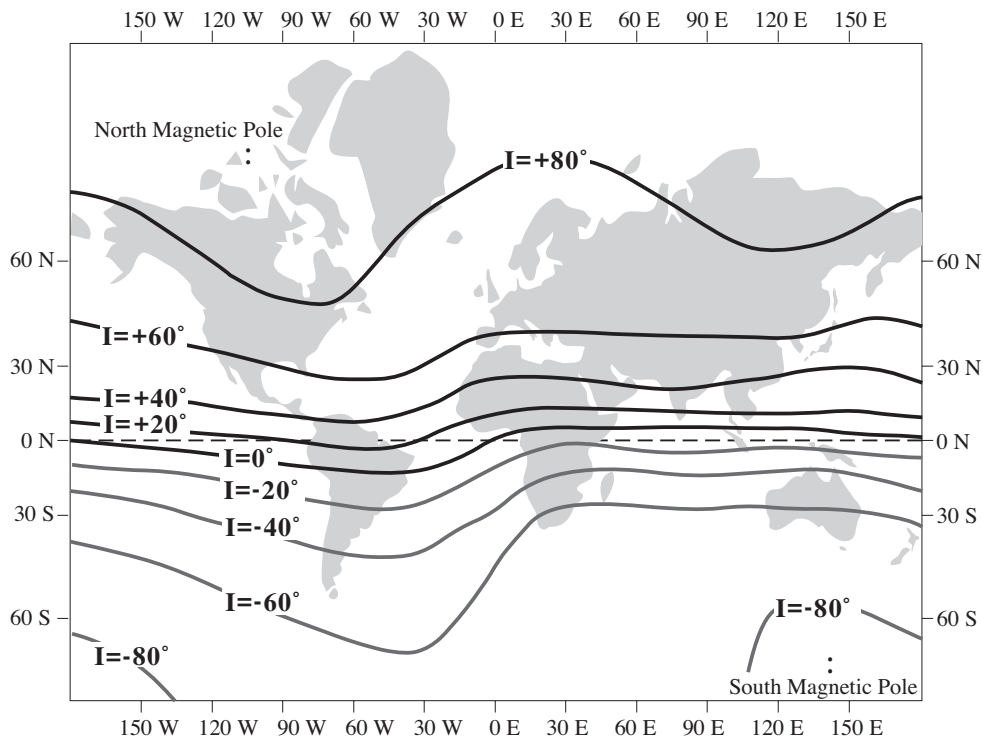 150 W 120 W 90 W 60 W 30 W 0 E 30 E 60 E 90 E 120 E 150 E
North Magnetic Pole
I=+80°
60 N 60 N
I=+60°
30 N 30 N
I=+40°
I=+20°
0 N 0 N
I=0°
I=-20°
30 S 30 S
I=-40°
I=-60°
60 S I=-80° 60 S
I=-80°
South Magnetic Pole
150 W 120 W 90 W 60 W 30 W 0 E 30 E 60 E 90 E 120 E 150 E